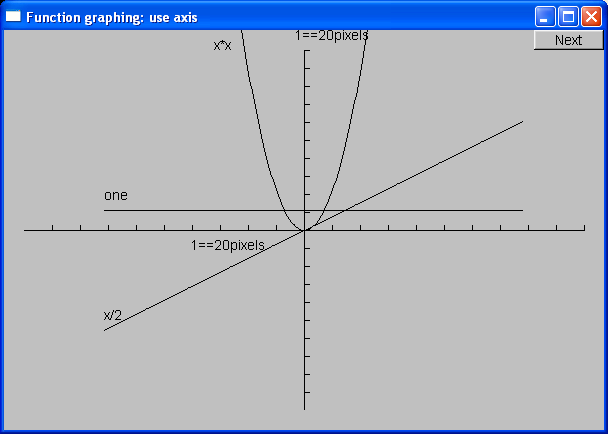 Function graphing: use axis
1==20pixels
Next
x*x
one
1==20pixels
x/2